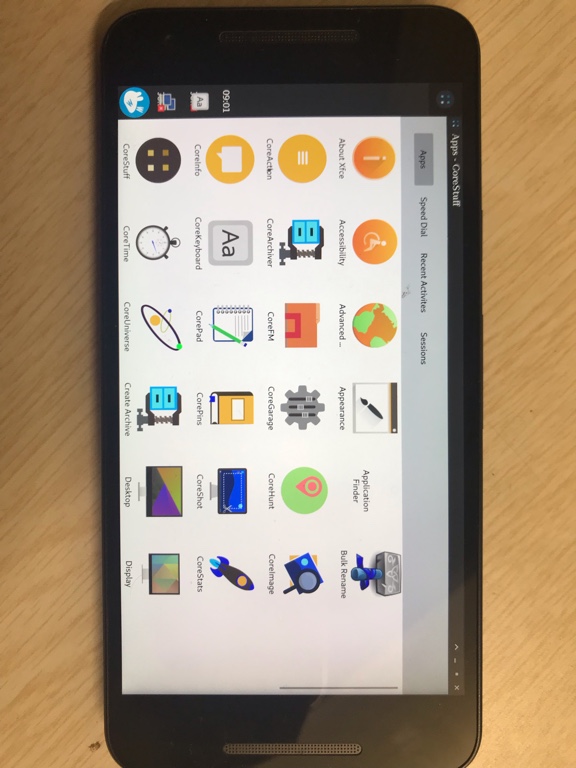 Apps - CoreStuff
Apps
Speed Dial
Recent Activites
Sessions
About Xfce
Accessibility
Advanced ...
Appearance
Application
Finder
Bulk Rename
CoreAction
CoreArchiver
CoreFM
CoreGarage
CoreHunt
CoreImage
09:01
Aa
CoreInfo
Aa
CoreKeyboard
CorePad
CorePins
CoreShot
CoreStats
CoreStuff
CoreTime
CoreUniverse
Create Archive
Desktop
Display